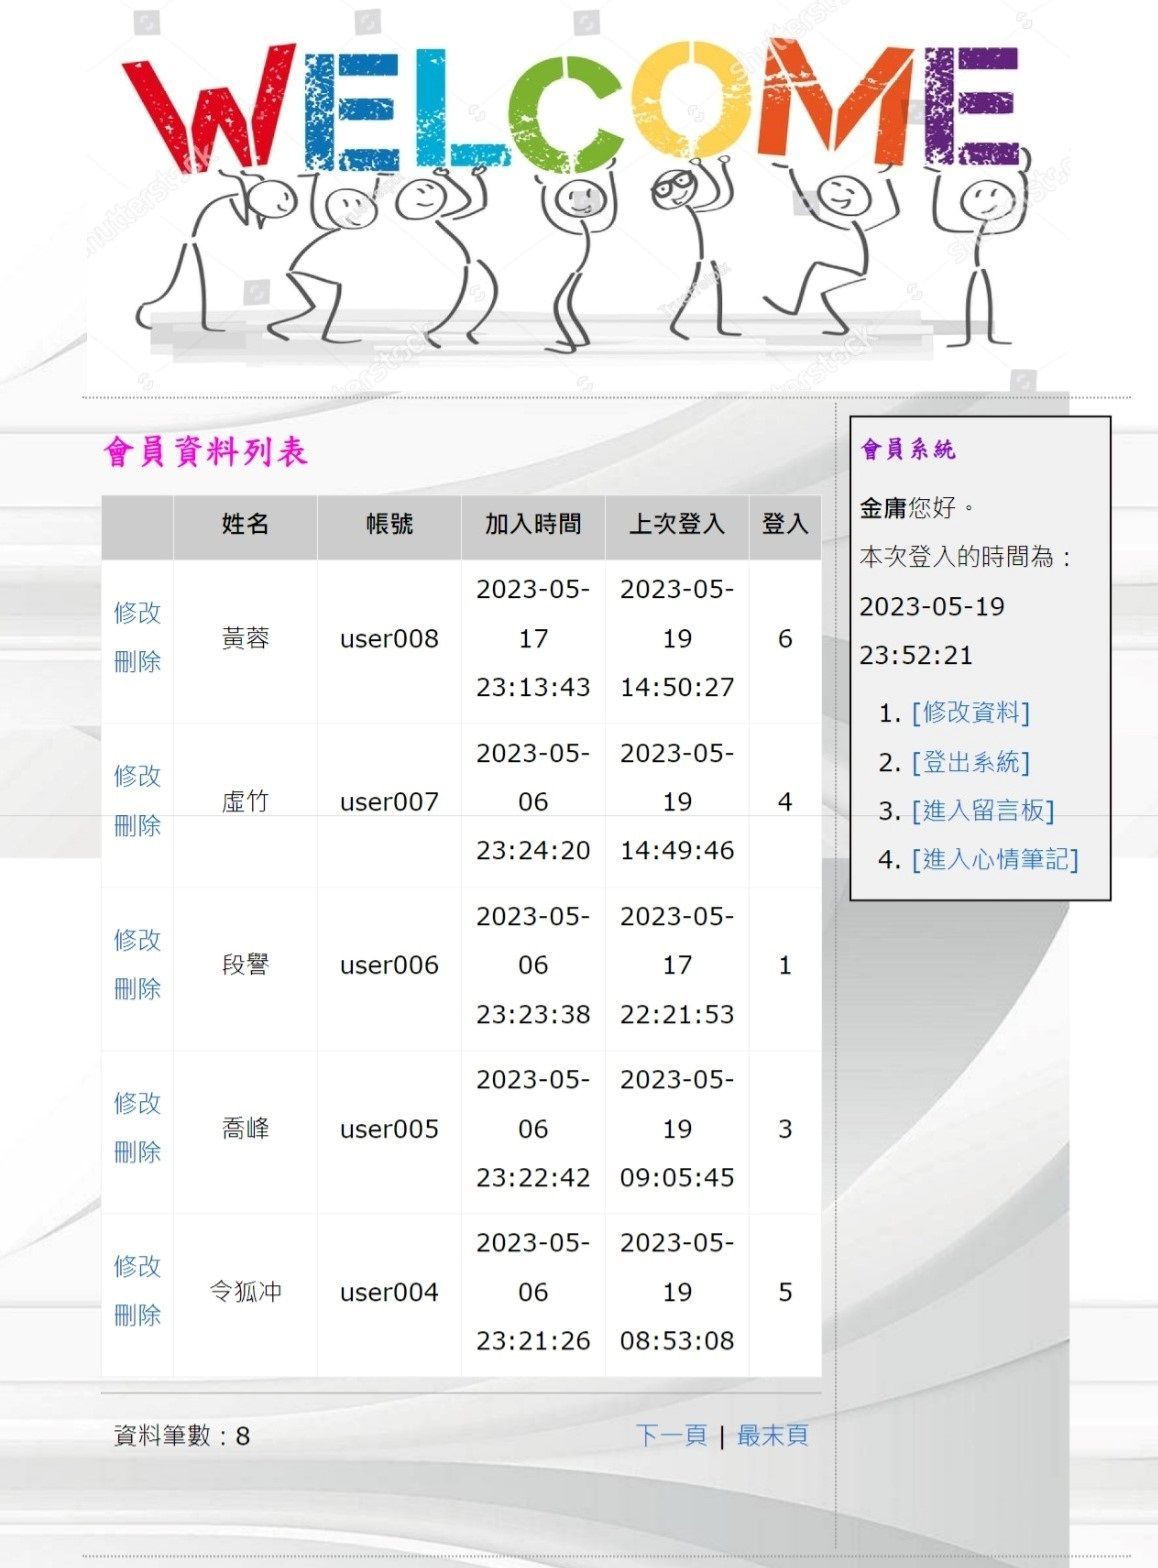 WELCOME
會員資料列表
姓名 帳號 加入時間 上次登入 登入
修改
刪除
黃蓉
user008
2023-05-
17
23:13:43
2023-05-
19
14:50:27
6
修改
刪除
虛竹
user007
2023-05-
06
23:24:20
2023-05-
19
14:49:46
4
修改
刪除
段譽
user006
2023-05-
06
23:23:38
2023-05-
17
22:21:53
1
修改
刪除
喬峰
user005
2023-05-
06
23:22:42
2023-05-
19
09:05:45
3
修改
刪除
令狐冲
user004
2023-05-
06
23:21:26
2023-05-
19
08:53:08
5
資料筆數：8
下一頁 | 最末頁
會員系統
金庸您好。
本次登入的時間為：
2023-05-19
23:52:21
1. [修改資料]
2. [登出系統]
3. [進入留言板]
4. [進入心情筆記]